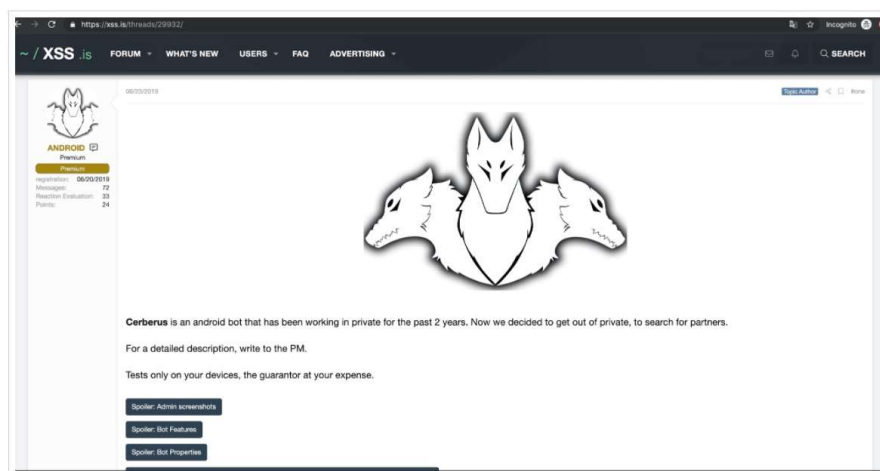 https://xss.is/threads/29932/
Incognito
~ / XSS .is FORUM WHAT'S NEW USERS FAQ ADVERTISING SEARCH
06/23/2019 Topic Author None
ANDROID
Premium
Premium
registration: 06/20/2019
Messages: 72
Reaction Evaluation: 33
Points: 24
Cerberus is an android bot that has been working in private for the past 2 years. Now we decided to get out of private, to search for partners.
For a detailed description, write to the PM.
Tests only on your devices, the guarantor at your expense.
Spoiler: Admin screenshots
Spoiler: Bot Features
Spoiler: Bot Properties